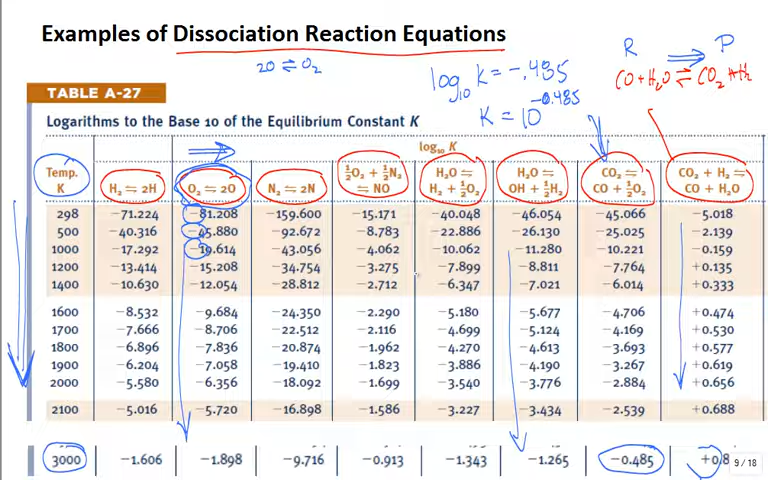 Examples of Dissociation Reaction Equations
2O ⇌ O₂
log₁₀ K = -.485
K = 10^-0.485
R ⟹ P
CO + H₂O ⇌ CO₂ + H₂
TABLE A-27
Logarithms to the Base 10 of the Equilibrium Constant K
log₁₀ K
Temp. K | H₂ ⇌ 2H | O₂ ⇌ 2O | N₂ ⇌ 2N | ½O₂ + ½N₂ ⇌ NO | H₂O ⇌ H₂ + ½O₂ | H₂O ⇌ OH + ½H₂ | CO₂ ⇌ CO + ½O₂ | CO₂ + H₂ ⇌ CO + H₂O
298 | −71.224 | −81.208 | −159.600 | −15.171 | −40.048 | −46.054 | −45.066 | −5.018
500 | −40.316 | −45.880 | −92.672 | −8.783 | −22.886 | −26.130 | −25.025 | −2.139
1000 | −17.292 | −19.614 | −43.056 | −4.062 | −10.062 | −11.280 | −10.221 | −0.159
1200 | −13.414 | −15.208 | −34.754 | −3.275 | −7.899 | −8.811 | −7.764 | +0.135
1400 | −10.630 | −12.054 | −28.812 | −2.712 | −6.347 | −7.021 | −6.014 | +0.333
1600 | −8.532 | −9.684 | −24.350 | −2.290 | −5.180 | −5.677 | −4.706 | +0.474
1700 | −7.666 | −8.706 | −22.512 | −2.116 | −4.699 | −5.124 | −4.169 | +0.530
1800 | −6.896 | −7.836 | −20.874 | −1.962 | −4.270 | −4.613 | −3.693 | +0.577
1900 | −6.204 | −7.058 | −19.410 | −1.823 | −3.886 | −4.190 | −3.267 | +0.619
2000 | −5.580 | −6.356 | −18.092 | −1.699 | −3.540 | −3.776 | −2.884 | +0.656
2100 | −5.016 | −5.720 | −16.898 | −1.586 | −3.227 | −3.434 | −2.539 | +0.688
3000 | −1.606 | −1.898 | −9.716 | −0.913 | −1.343 | −1.265 | −0.485 | +0.8
9 / 18